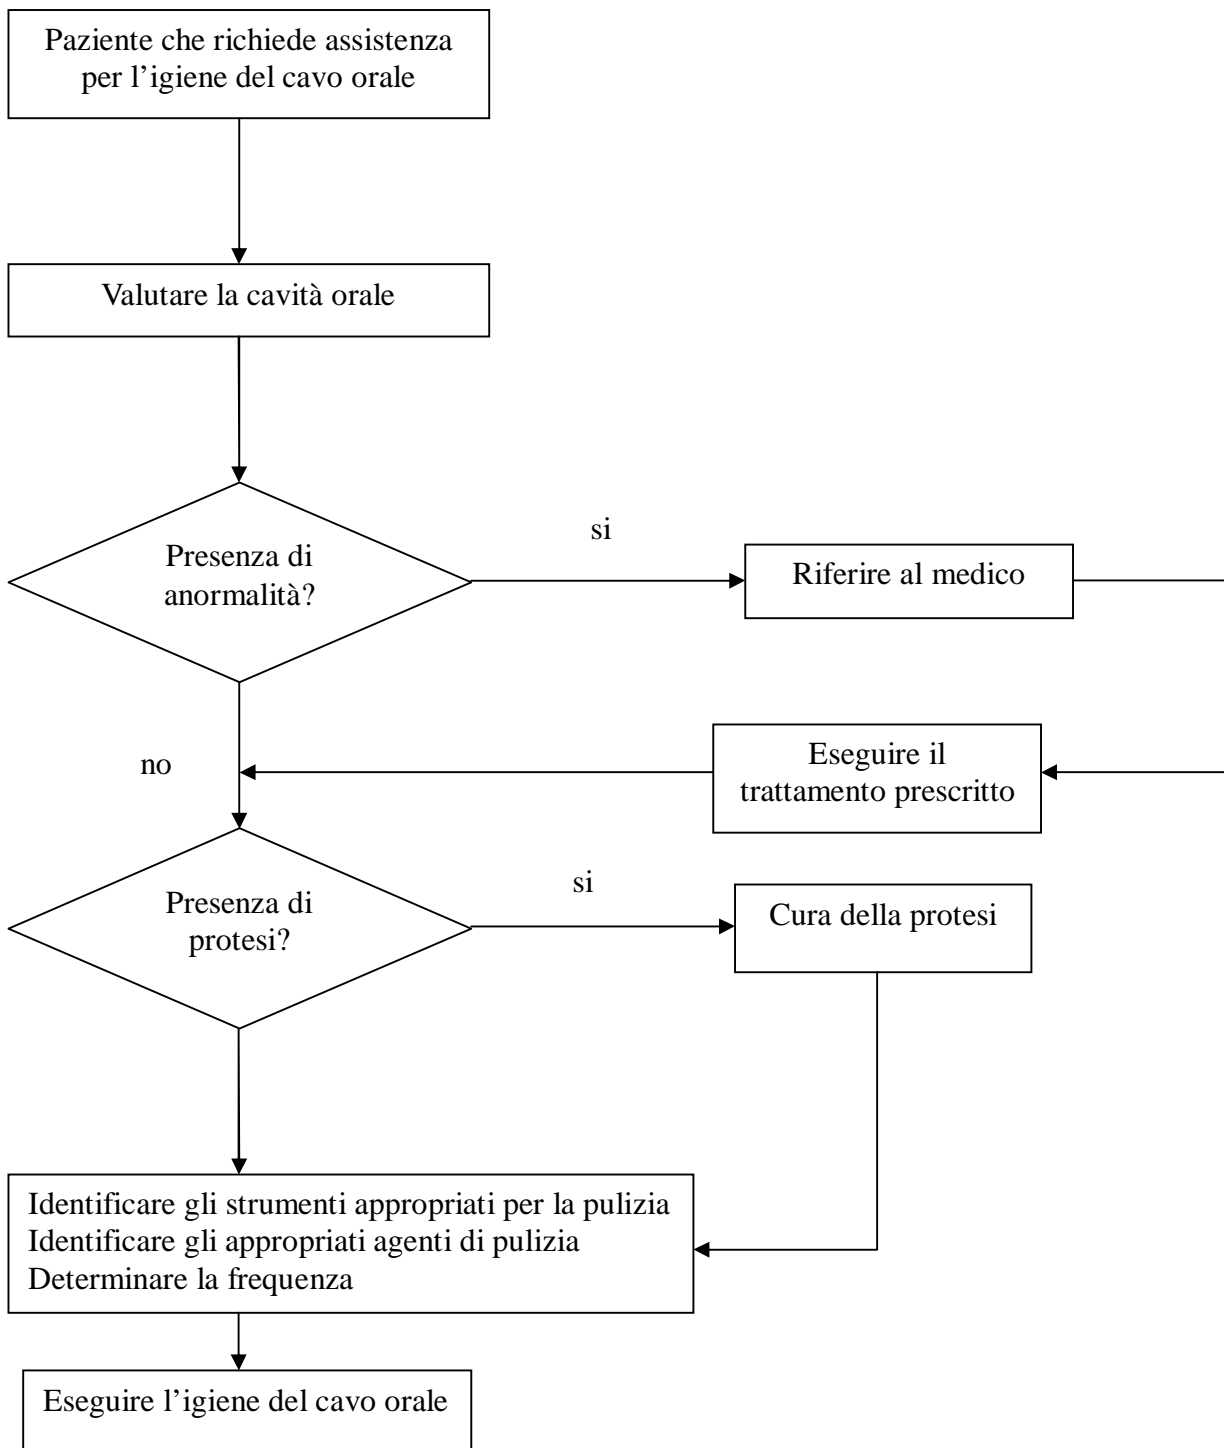 Paziente che richiede assistenza
per l’igiene del cavo orale
Valutare la cavità orale
Presenza di
anormalità?
si
Riferire al medico
no
Eseguire il
trattamento prescritto
Presenza di
protesi?
si
Cura della protesi
Identificare gli strumenti appropriati per la pulizia
Identificare gli appropriati agenti di pulizia
Determinare la frequenza
Eseguire l’igiene del cavo orale